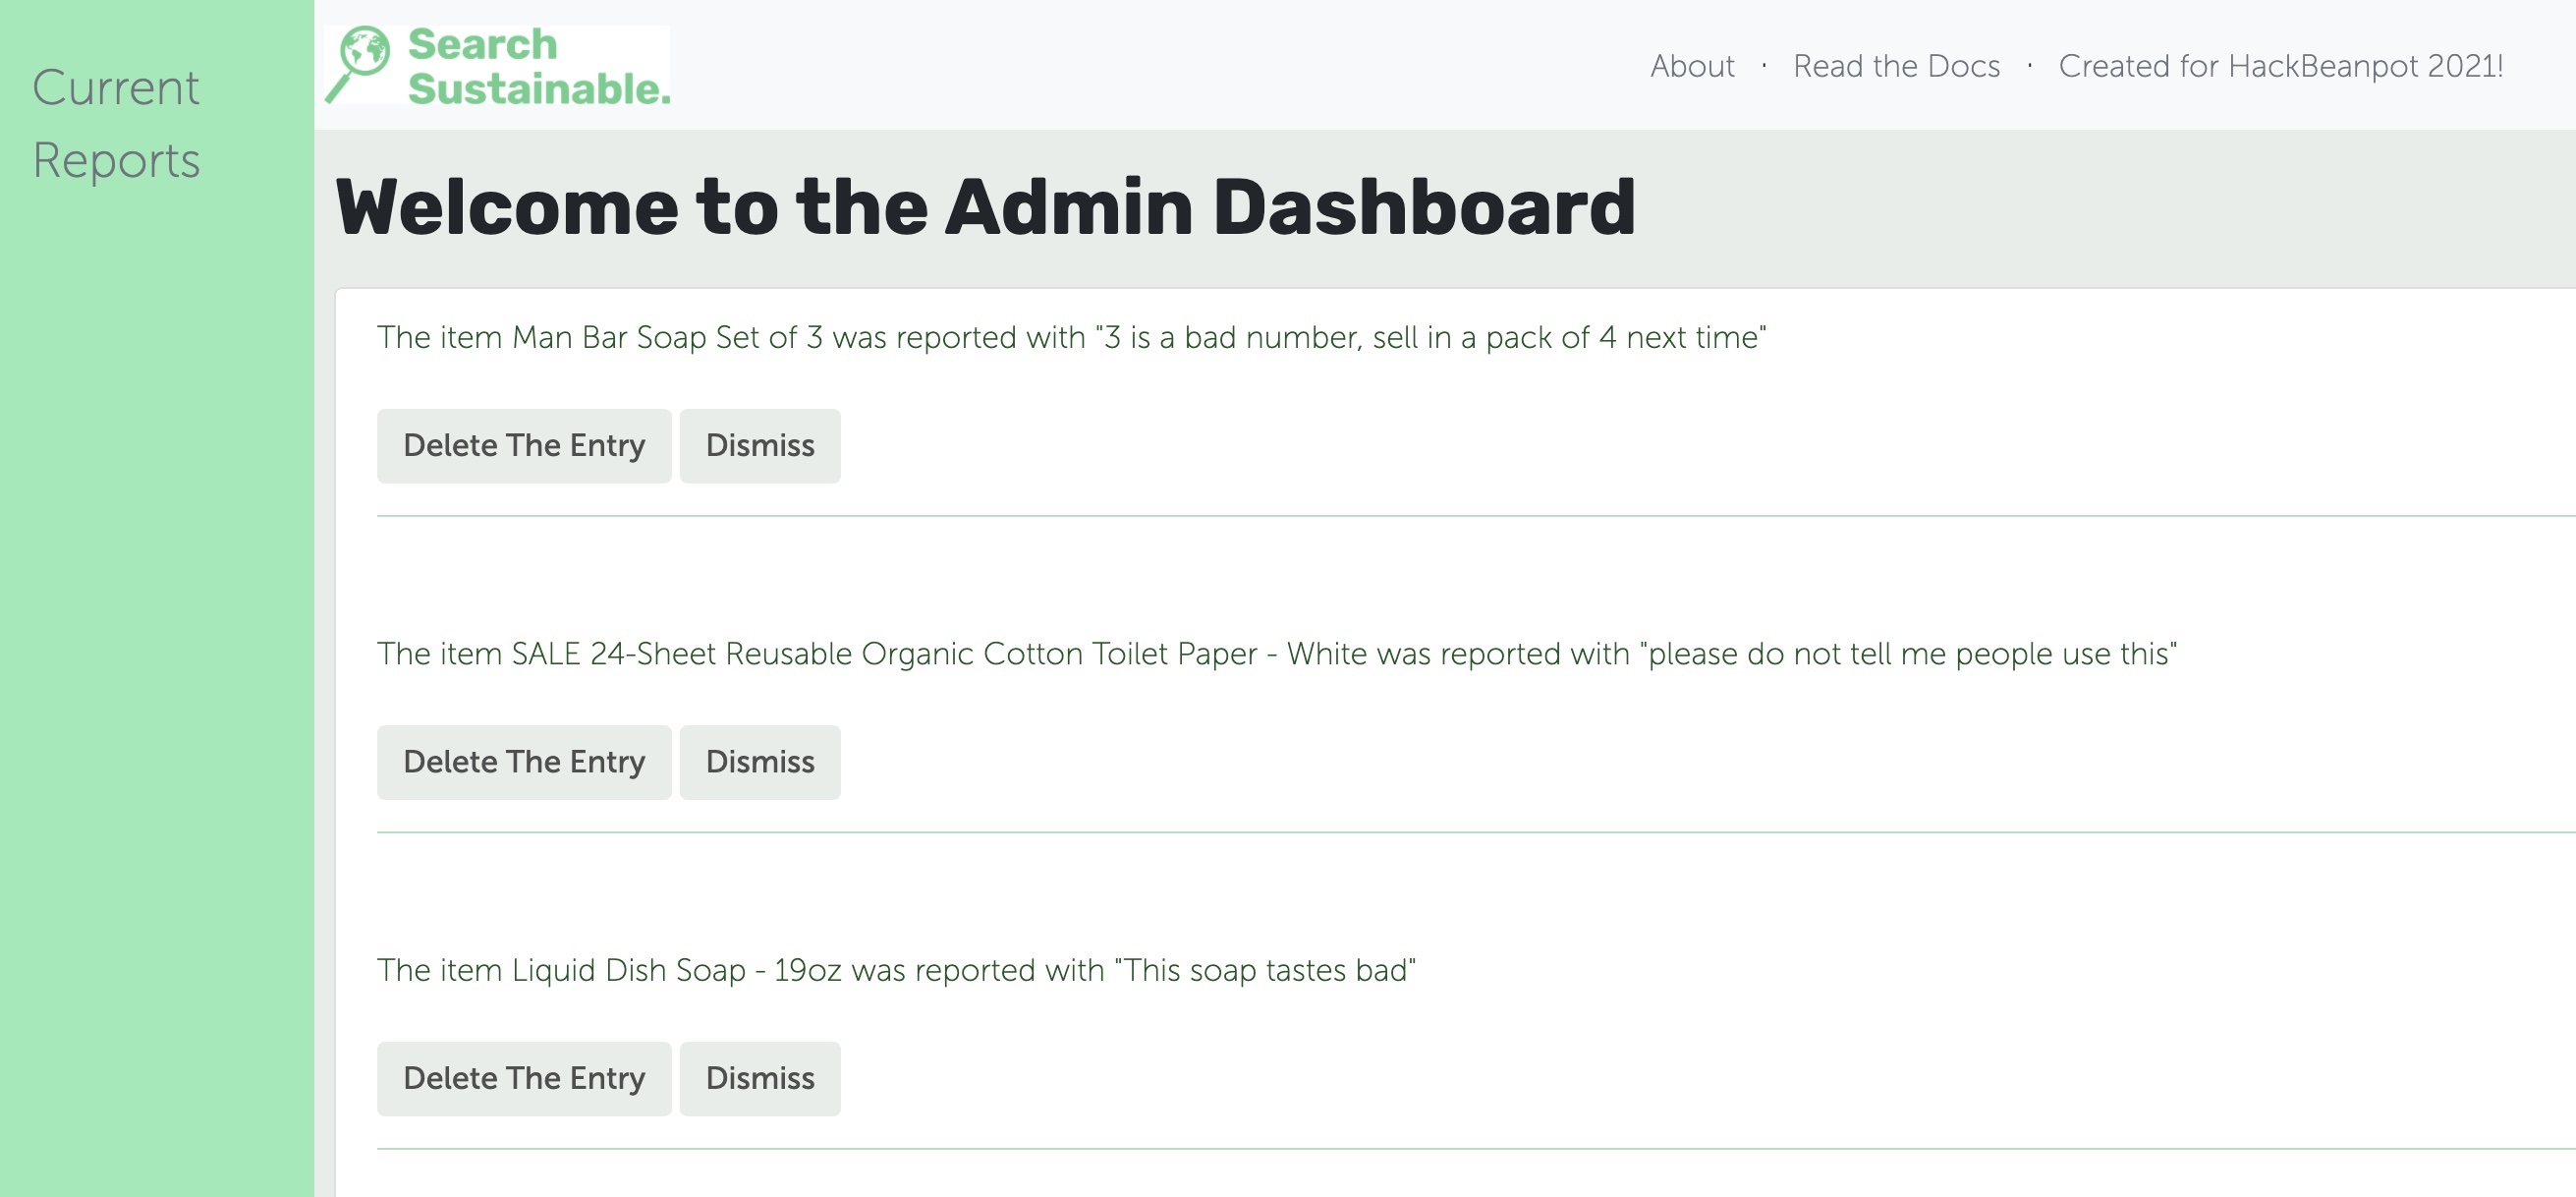 Current
Reports
Search
Sustainable.
About · Read the Docs · Created for HackBeanpot 2021!
Welcome to the Admin Dashboard
The item Man Bar Soap Set of 3 was reported with "3 is a bad number, sell in a pack of 4 next time"
Delete The Entry Dismiss
The item SALE 24-Sheet Reusable Organic Cotton Toilet Paper - White was reported with "please do not tell me people use this"
Delete The Entry Dismiss
The item Liquid Dish Soap - 19oz was reported with "This soap tastes bad"
Delete The Entry Dismiss